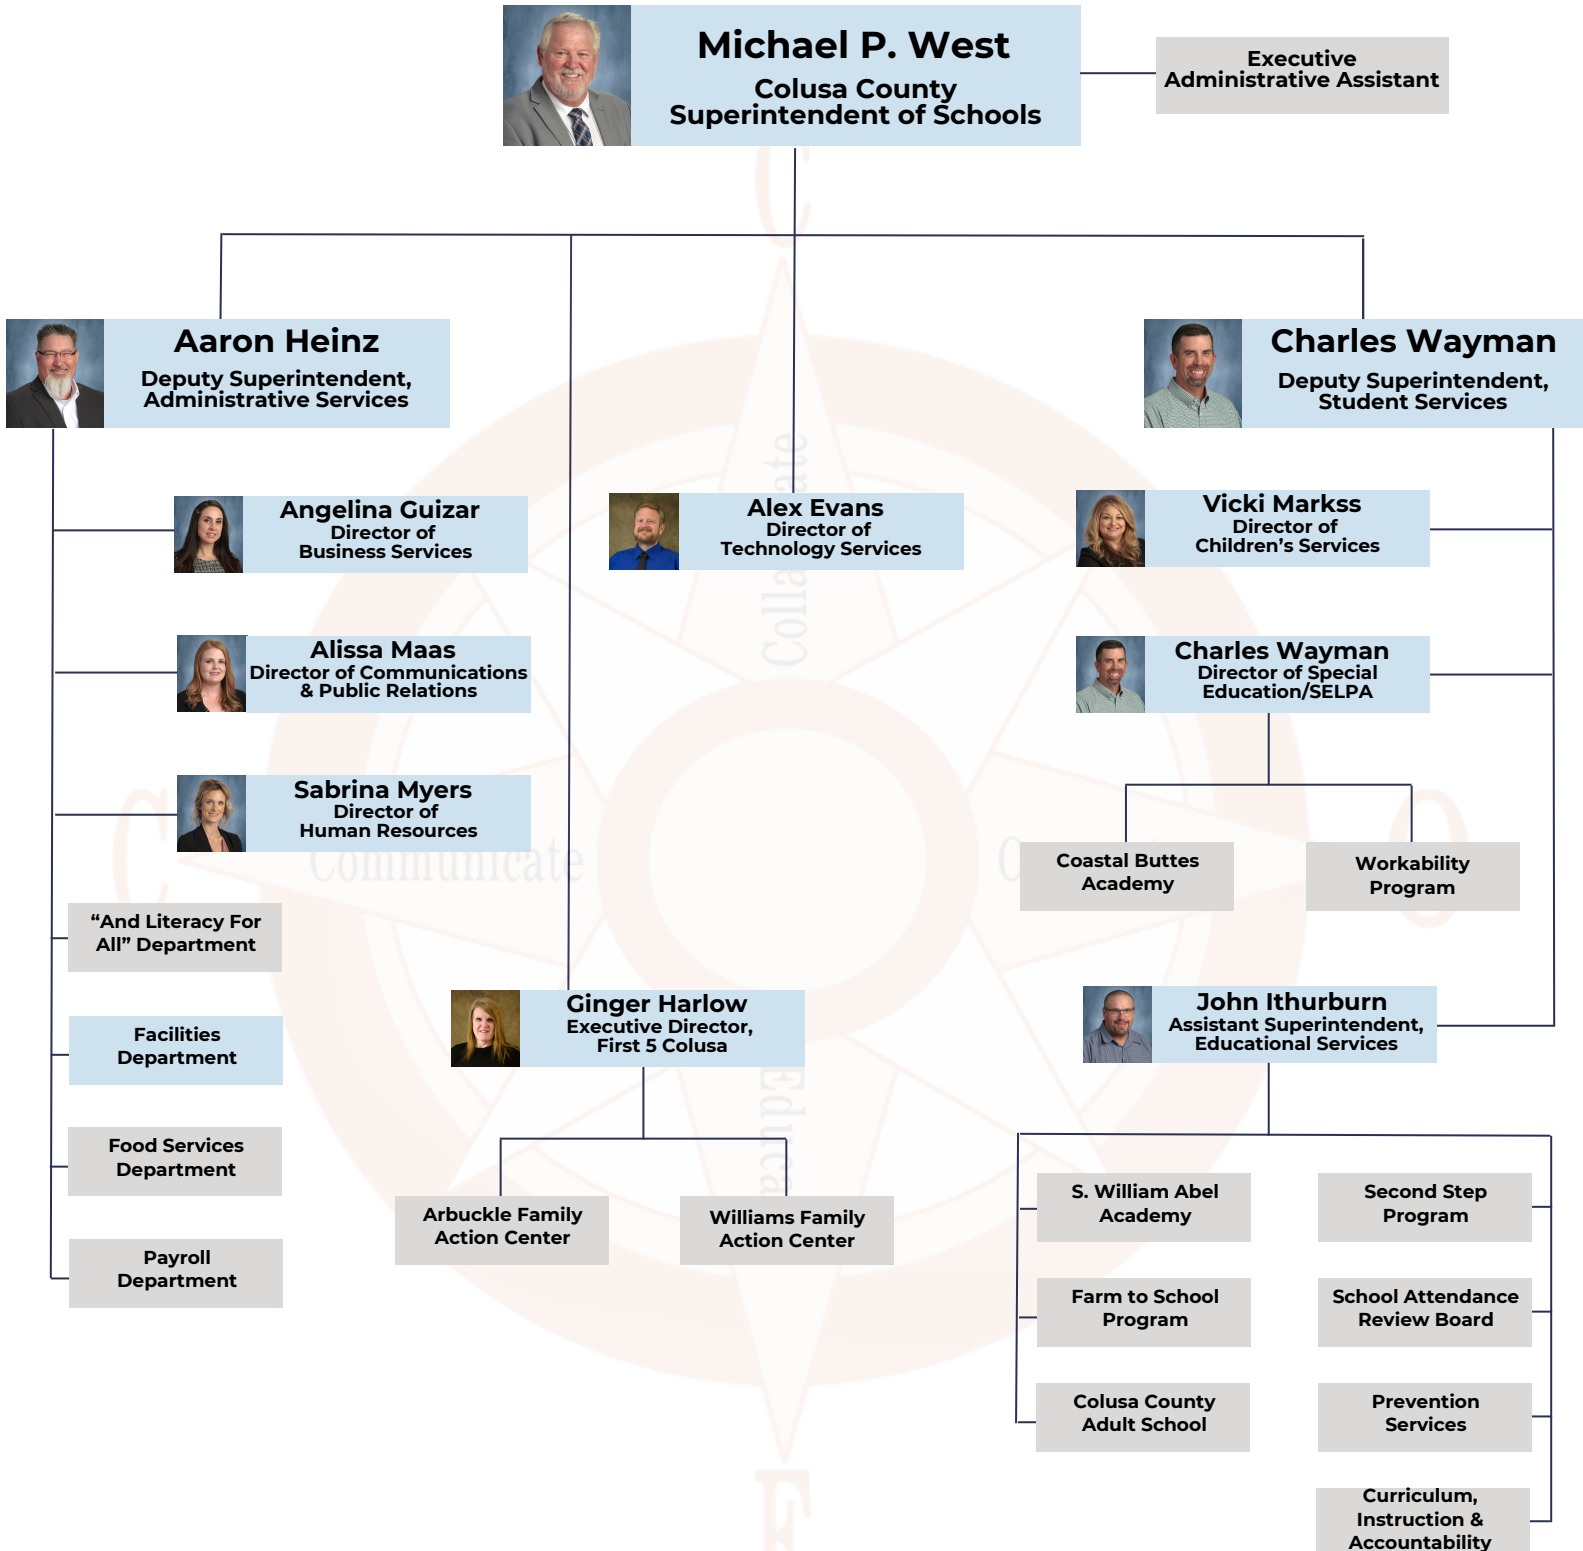 Michael P. West
Colusa County
Superintendent of Schools
Executive
Administrative Assistant
C
Aaron Heinz
Deputy Superintendent,
Administrative Services
Charles Wayman
Deputy Superintendent,
Student Services
Angelina Guizar
Director of
Business Services
Alex Evans
Director of
Technology Services
Vicki Markss
Director of
Children’s Services
Alissa Maas
Director of Communications
& Public Relations
Charles Wayman
Director of Special
Education/SELPA
Sabrina Myers
Director of
Human Resources
C
Communicate
O
Coastal Buttes
Academy
Workability
Program
“And Literacy For
All” Department
Facilities
Department
Food Services
Department
Payroll
Department
Ginger Harlow
Executive Director,
First 5 Colusa
Arbuckle Family
Action Center
Williams Family
Action Center
John Ithurburn
Assistant Superintendent,
Educational Services
S. William Abel
Academy
Second Step
Program
Farm to School
Program
School Attendance
Review Board
Colusa County
Adult School
Prevention
Services
Curriculum,
Instruction &
Accountability
E